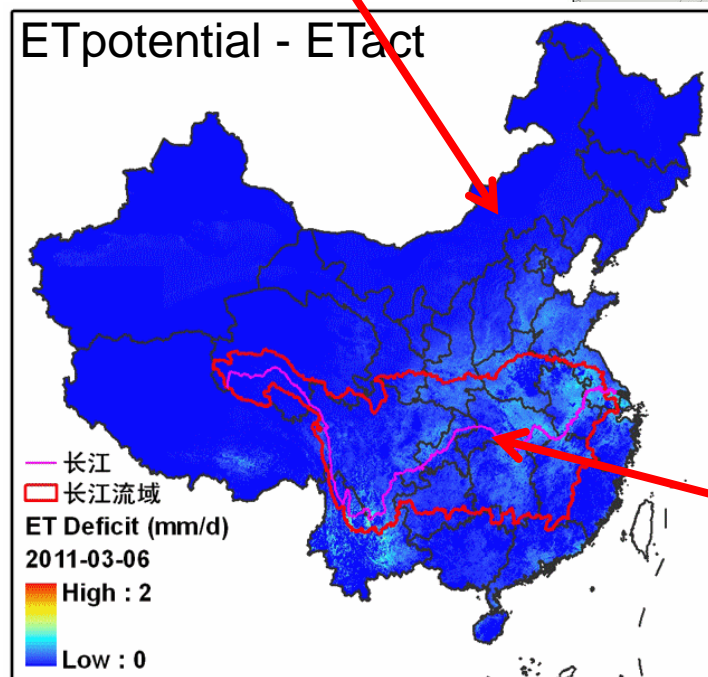 ETpotential - ETact
长江
长江流域
ET Deficit (mm/d)
2011-03-06
High : 2
Low : 0